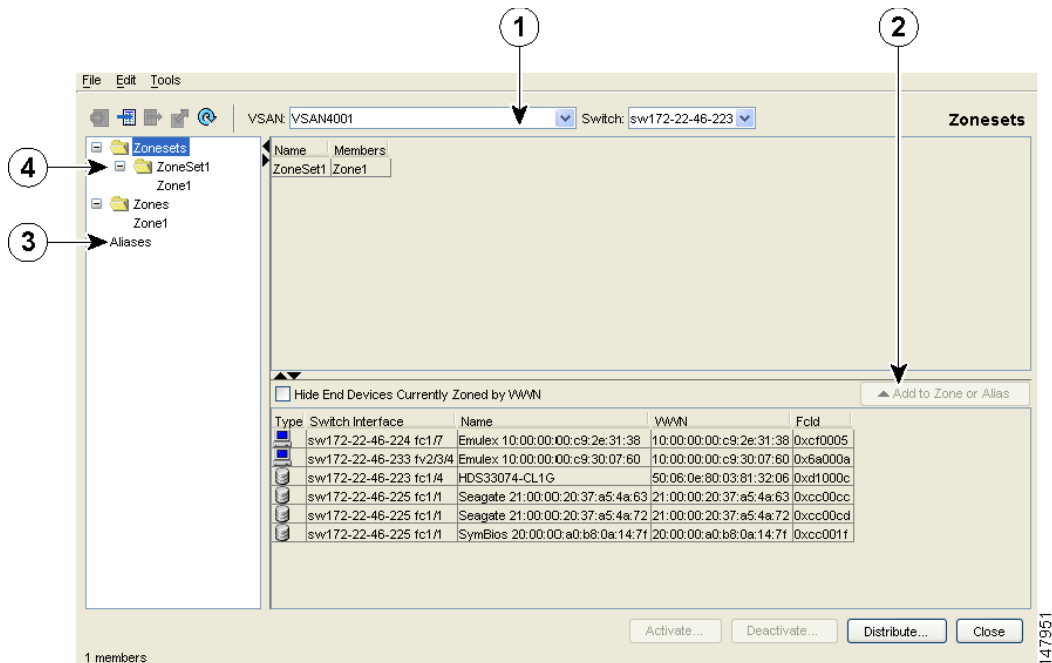 1
2
File Edit Tools
VSAN: VSAN4001 Switch: sw172-22-46-223 Zonesets
4
3
Zonesets
ZoneSet1
Zone1
Zones
Zone1
Aliases
Name Members
ZoneSet1 Zone1
Hide End Devices Currently Zoned by WWN Add to Zone or Alias
Type Switch Interface Name WWN FcId
sw172-22-46-224 fc1/7 Emulex 10:00:00:00:c9:2e:31:38 10:00:00:00:c9:2e:31:38 0xcf0005
sw172-22-46-233 fv2/3/4 Emulex 10:00:00:00:c9:30:07:60 10:00:00:00:c9:30:07:60 0x6a000a
sw172-22-46-223 fc1/4 HDS33074-CL1G 50:06:0e:80:03:81:32:06 0xd1000c
sw172-22-46-225 fc1/1 Seagate 21:00:00:20:37:a5:4a:63 21:00:00:20:37:a5:4a:63 0xcc00cc
sw172-22-46-225 fc1/1 Seagate 21:00:00:20:37:a5:4a:72 21:00:00:20:37:a5:4a:72 0xcc00cd
sw172-22-46-225 fc1/1 SymBios 20:00:00:a0:b8:0a:14:7f 20:00:00:a0:b8:0a:14:7f 0xcc001f
Activate... Deactivate... Distribute... Close
1 members
147951